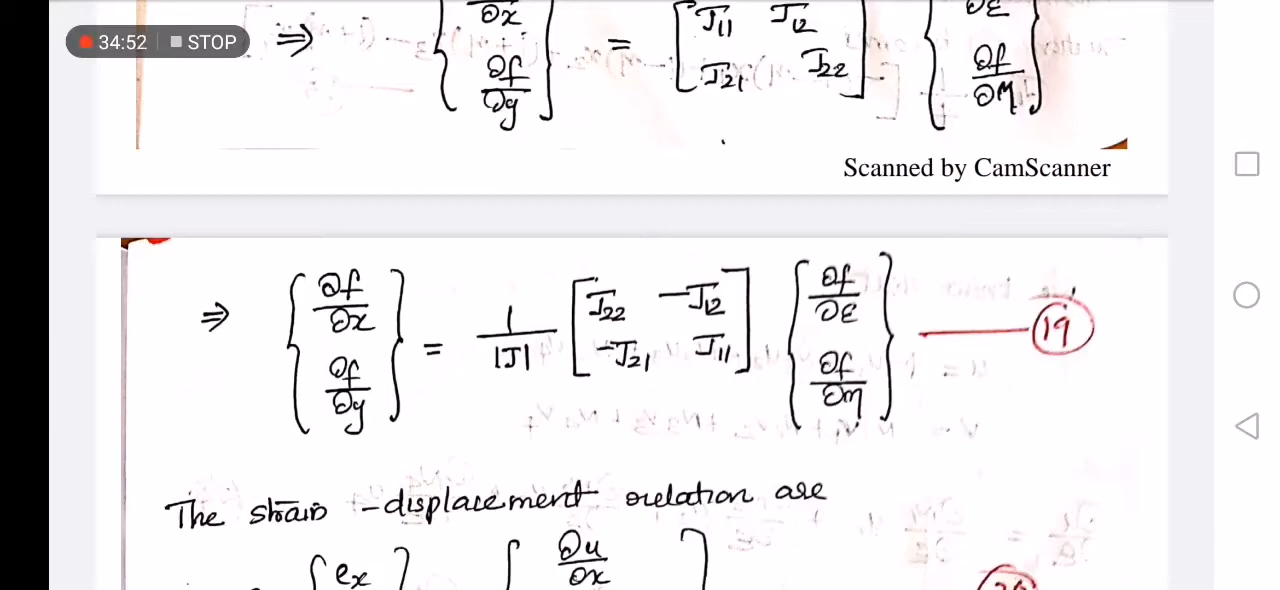 34:52 STOP
⇒ { ∂x ∂f/∂y } = [ J11 J12 J21 J22 ] { ∂ε ∂f/∂η }
Scanned by CamScanner
⇒ { ∂f/∂x ∂f/∂y } = 1/|J| [ J22 -J12 -J21 J11 ] { ∂f/∂ε ∂f/∂η } — 19
The strain -displacement relation are
ex ∂u/∂x